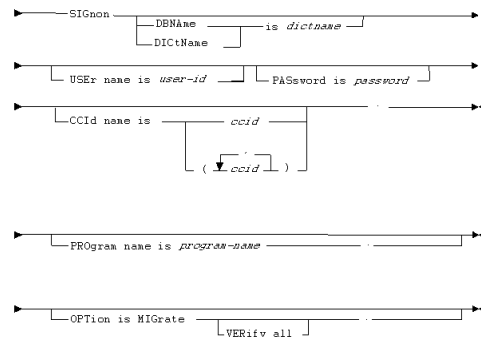 SIGnon
DBNAme is dictname
DICtName
USEr name is user-id PASsword is password
CCId name is ccid .
,
( ccid )
PROgram name is program-name .
OPTion is MIGrate .
VERify all